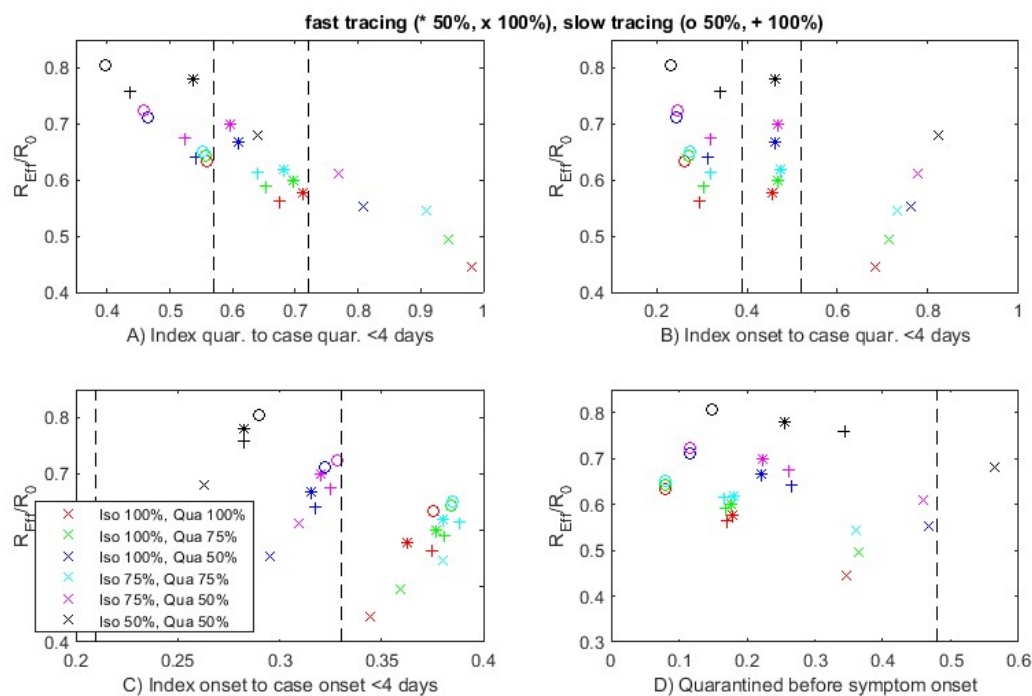 fast tracing (* 50%, x 100%), slow tracing (o 50%, + 100%)
R_Eff/R_0
0.8
0.7
0.6
0.5
0.4
0.4 0.5 0.6 0.7 0.8 0.9 1
A) Index quar. to case quar. <4 days
R_Eff/R_0
0.8
0.7
0.6
0.5
0.4
0.2 0.4 0.6 0.8 1
B) Index onset to case quar. <4 days
R_Eff/R_0
0.8
0.7
0.4
Iso 100%, Qua 100%
Iso 100%, Qua 75%
Iso 100%, Qua 50%
Iso 75%, Qua 75%
Iso 75%, Qua 50%
Iso 50%, Qua 50%
0.2 0.25 0.3 0.35 0.4
C) Index onset to case onset <4 days
R_Eff/R_0
0.8
0.7
0.6
0.5
0.4
0.3
0 0.1 0.2 0.3 0.4 0.5 0.6
D) Quarantined before symptom onset